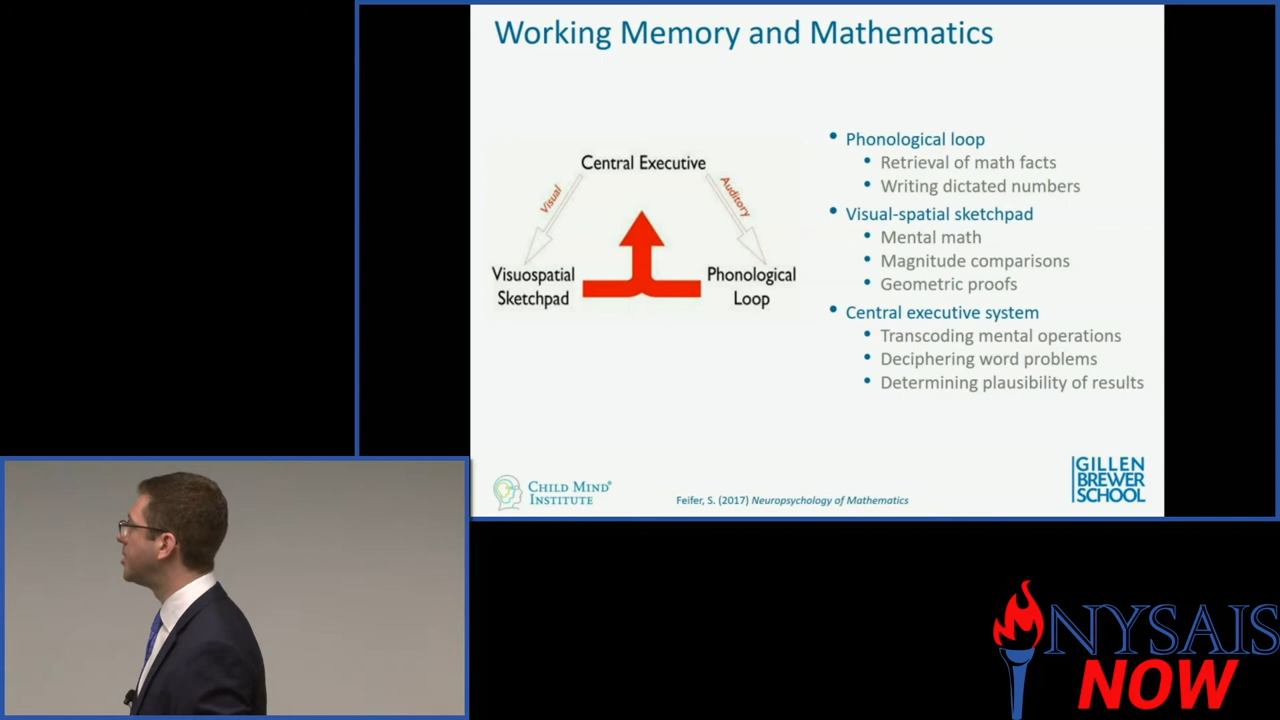 Working Memory and Mathematics
Central Executive
Visual
Auditory
Visuospatial
Sketchpad
Phonological
Loop
• Phonological loop
• Retrieval of math facts
• Writing dictated numbers
• Visual-spatial sketchpad
• Mental math
• Magnitude comparisons
• Geometric proofs
• Central executive system
• Transcoding mental operations
• Deciphering word problems
• Determining plausibility of results
CHILD MIND®
INSTITUTE
Feifer, S. (2017) Neuropsychology of Mathematics
GILLEN
BREWER
SCHOOL
NYSAIS
NOW